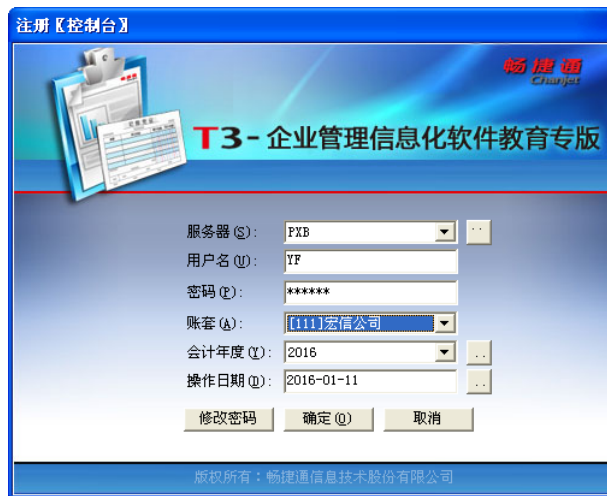 注册【控制台】
畅捷通
Chanjet
T3-企业管理信息化软件教育专版
服务器(S): PXB
用户名(U): YF
密码(P): ******
账套(A): [111]宏信公司
会计年度(Y): 2016
操作日期(D): 2016-01-11
修改密码 确定(O) 取消
版权所有：畅捷通信息技术股份有限公司